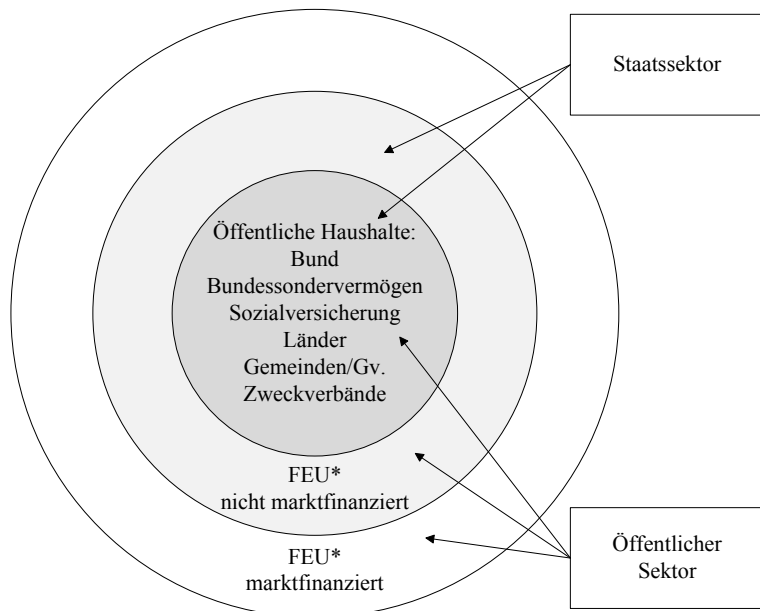 Staatssektor
Öffentliche Haushalte:
Bund
Bundessondervermögen
Sozialversicherung
Länder
Gemeinden/Gv.
Zweckverbände
FEU*
nicht marktfinanziert
FEU*
marktfinanziert
Öffentlicher
Sektor